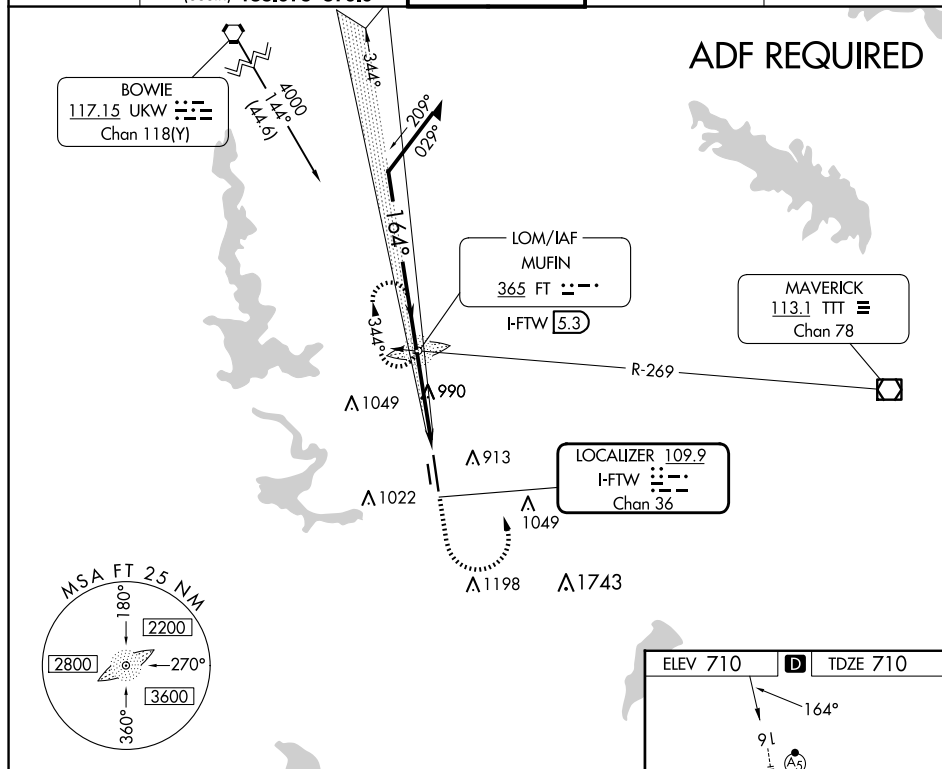 ADF REQUIRED
344°
BOWIE
117.15 UKW
Chan 118(Y)
4000
144°
(44.6)
209°
029°
164°
LOM/IAF
MUFIN
365 FT
I-FTW 5.3
MAVERICK
113.1 TTT
Chan 78
344°
R-269
990
1049
913
LOCALIZER 109.9
I-FTW
Chan 36
1022
1049
1198
1743
MSA FT 25 NM
180°
2200
2800
270°
3600
360°
ELEV 710
D
TDZE 710
164°
16
A5